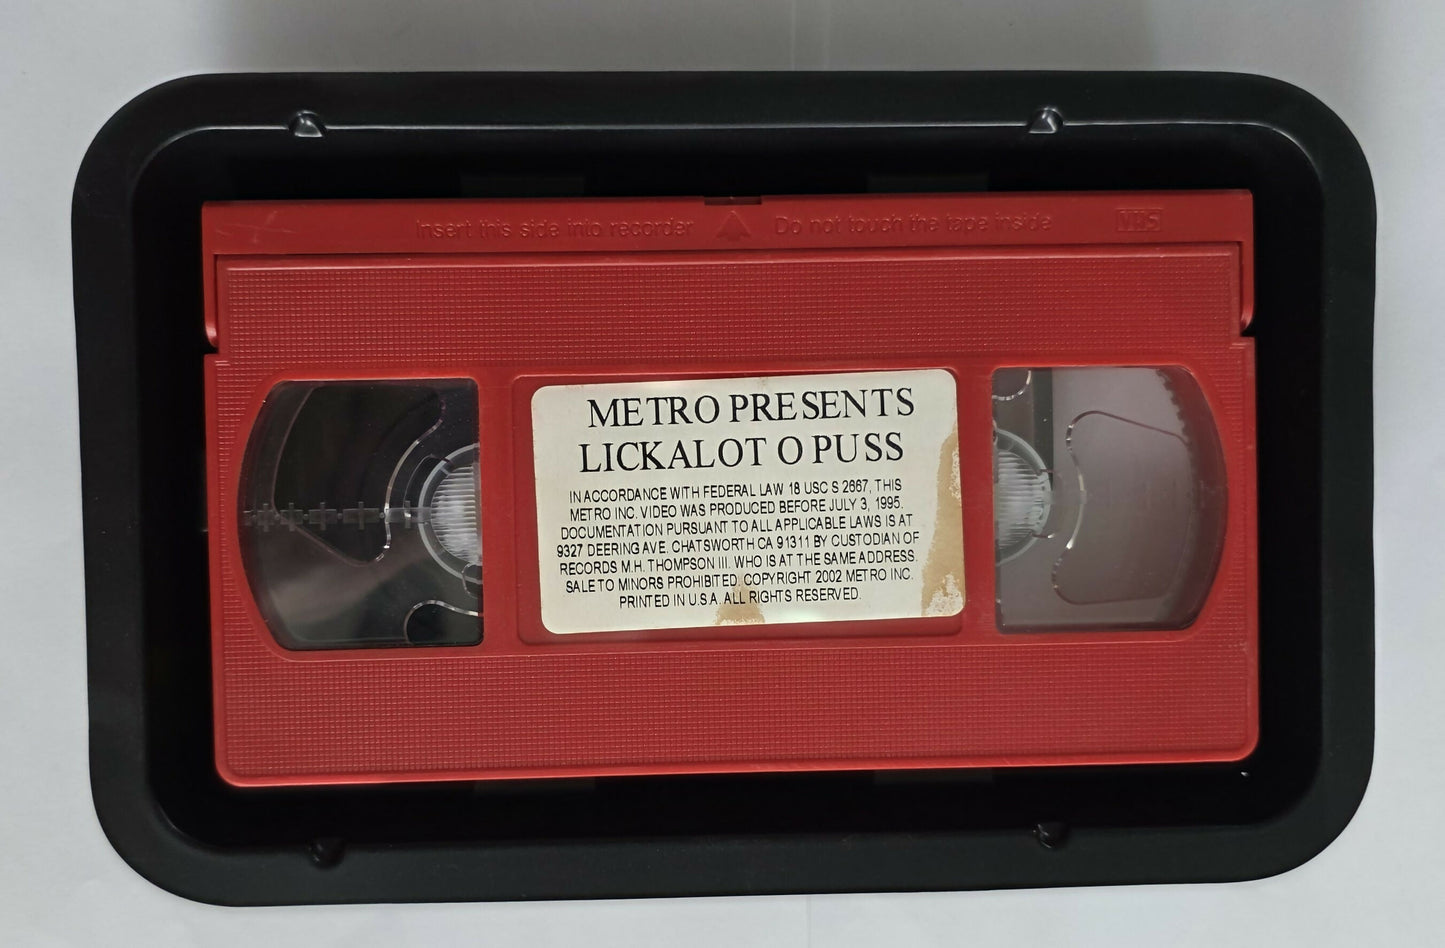 Insert this side into recorder Do not touch the tape inside VHS
METRO PRESENTS
LICKALOT O PUSS
IN ACCORDANCE WITH FEDERAL LAW 18 USC S 2667, THIS
METRO INC. VIDEO WAS PRODUCED BEFORE JULY 3, 1995.
DOCUMENTATION PURSUANT TO ALL APPLICABLE LAWS IS AT
9327 DEERING AVE. CHATSWORTH CA 91311 BY CUSTODIAN OF
RECORDS M.H. THOMPSON III. WHO IS AT THE SAME ADDRESS.
SALE TO MINORS PROHIBITED. COPYRIGHT 2002 METRO INC.
PRINTED IN U.S.A. ALL RIGHTS RESERVED.